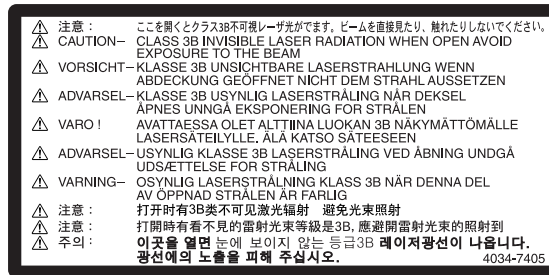 注意： ここを開くとクラス3B不可視レーザ光がでます。ビームを直接見たり、触れたりしないでください。
CAUTION– CLASS 3B INVISIBLE LASER RADIATION WHEN OPEN AVOID
EXPOSURE TO THE BEAM
VORSICHT– KLASSE 3B UNSICHTBARE LASERSTRAHLUNG WENN
ABDECKUNG GEÖFFNET NICHT DEM STRAHL AUSSETZEN
ADVARSEL– KLASSE 3B USYNLIG LASERSTRÅLING NÅR DEKSEL
ÅPNES UNNGÅ EKSPONERING FOR STRÅLEN
VARO ! AVATTAESSA OLET ALTTIINA LUOKAN 3B NÄKYMÄTTÖMÄLLE
LASERSÄTEILYLLE. ÄLÄ KATSO SÄTEESEEN
ADVARSEL– USYNLIG KLASSE 3B LASERSTRÅLING VED ÅBNING UNDGÅ
UDSÆTTELSE FOR STRÅLING
VARNING– OSYNLIG LASERSTRÅLNING KLASS 3B NÄR DENNA DEL
AV ÖPPNAD STRÅLEN ÄR FARLIG
注意： 打开时有3B类不可见激光辐射 避免光束照射
注意： 打開時有看不見的雷射光束等級是3B, 應避開雷射光束的照射到
주의： 이곳을 열면 눈에 보이지 않는 등급3B 레이저광선이 나옵니다.
광선에의 노출을 피해 주십시오. 4034-7405